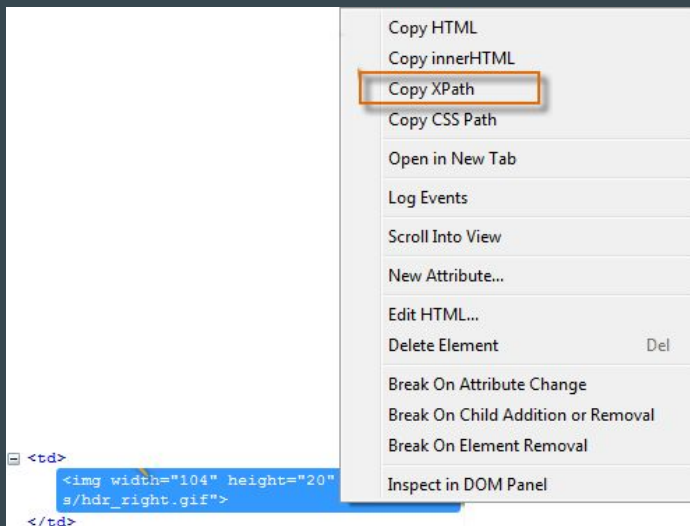 Copy HTML
Copy innerHTML
Copy XPath
Copy CSS Path
Open in New Tab
Log Events
Scroll Into View
New Attribute...
Edit HTML...
Delete Element Del
Break On Attribute Change
Break On Child Addition or Removal
Break On Element Removal
Inspect in DOM Panel
<td>
<img width="104" height="20"
s/hdr_right.gif">
</td>